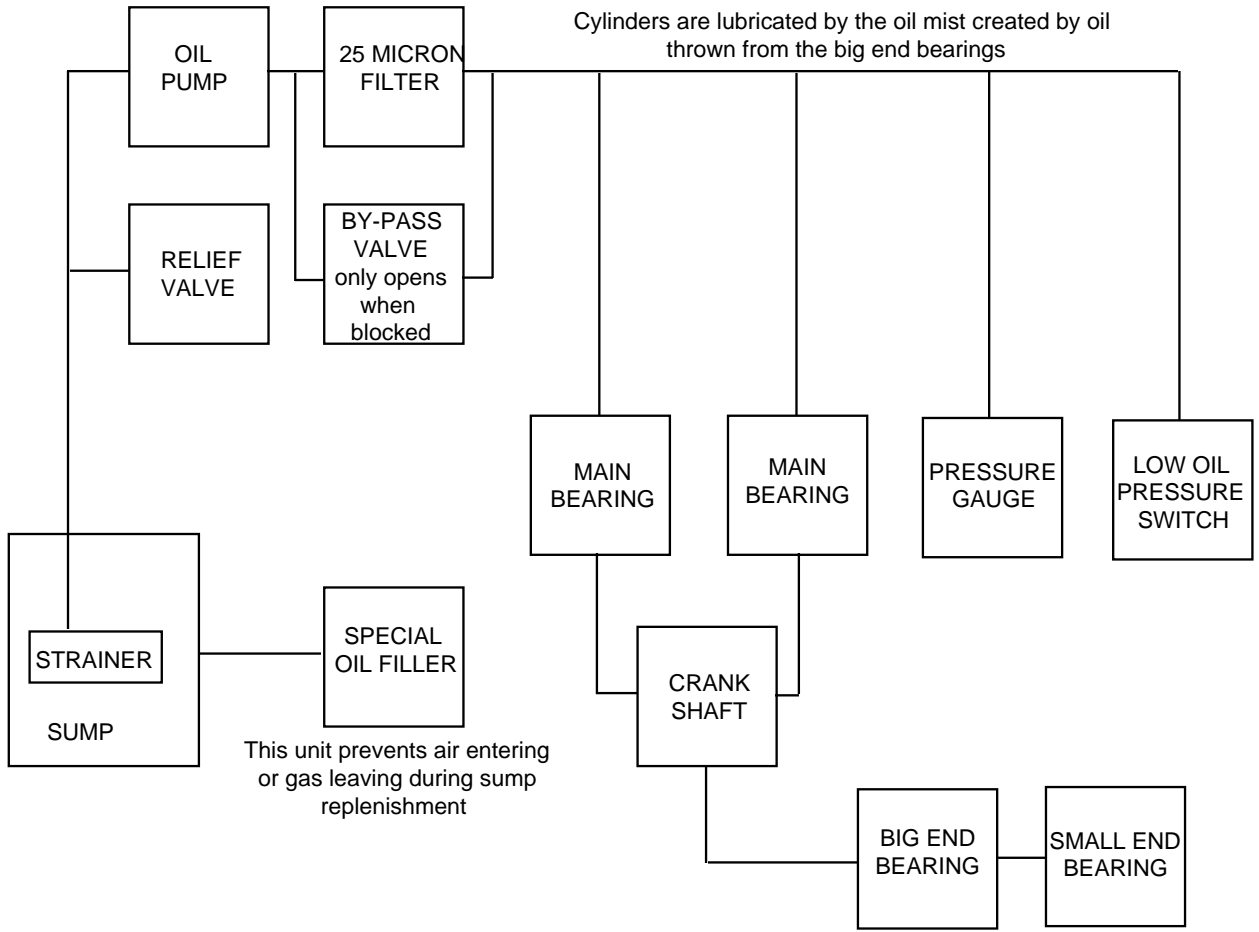 Cylinders are lubricated by the oil mist created by oil
thrown from the big end bearings
OIL
PUMP
25 MICRON
FILTER
RELIEF
VALVE
BY-PASS
VALVE
only opens
when
blocked
MAIN
BEARING
MAIN
BEARING
PRESSURE
GAUGE
LOW OIL
PRESSURE
SWITCH
STRAINER
SUMP
SPECIAL
OIL FILLER
This unit prevents air entering
or gas leaving during sump
replenishment
CRANK
SHAFT
BIG END
BEARING
SMALL END
BEARING